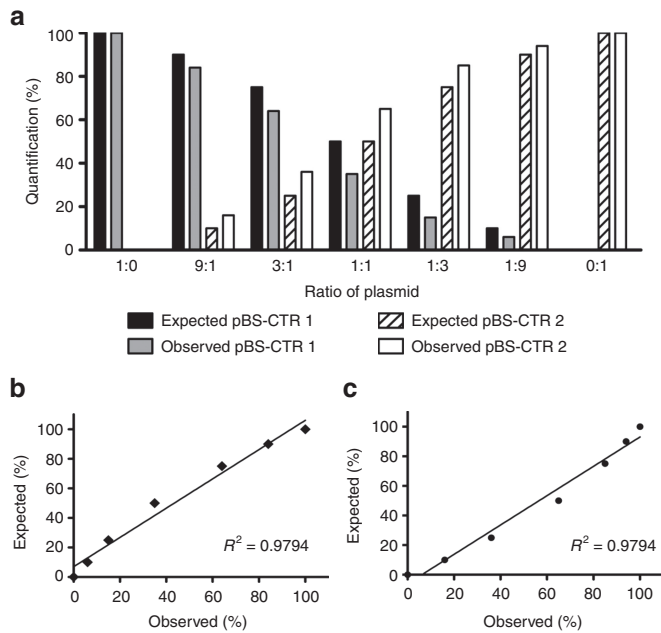 a
Quantification (%)
100
80
60
40
20
0
1:0 9:1 3:1 1:1 1:3 1:9 0:1
Ratio of plasmid
Expected pBS-CTR 1
Expected pBS-CTR 2
Observed pBS-CTR 1
Observed pBS-CTR 2
b
Expected (%)
100
80
60
40
20
0
R² = 0.9794
0 20 40 60 80 100
Observed (%)
c
Expected (%)
100
80
60
40
20
0
R² = 0.9794
0 20 40 60 80 100
Observed (%)